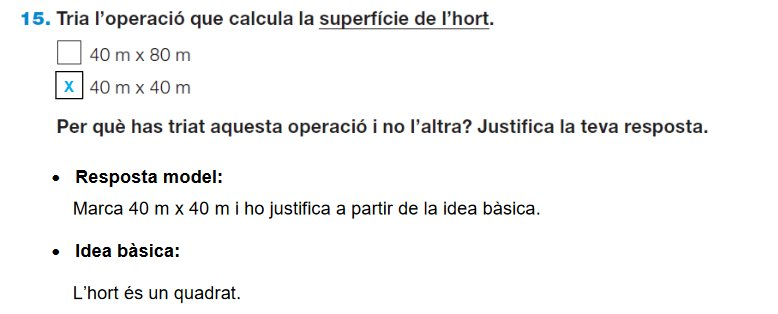 15. Tria l’operació que calcula la superfície de l’hort.
40 m x 80 m
x 40 m x 40 m
Per què has triat aquesta operació i no l’altra? Justifica la teva resposta.
• Resposta model:
Marca 40 m x 40 m i ho justifica a partir de la idea bàsica.
• Idea bàsica:
L’hort és un quadrat.